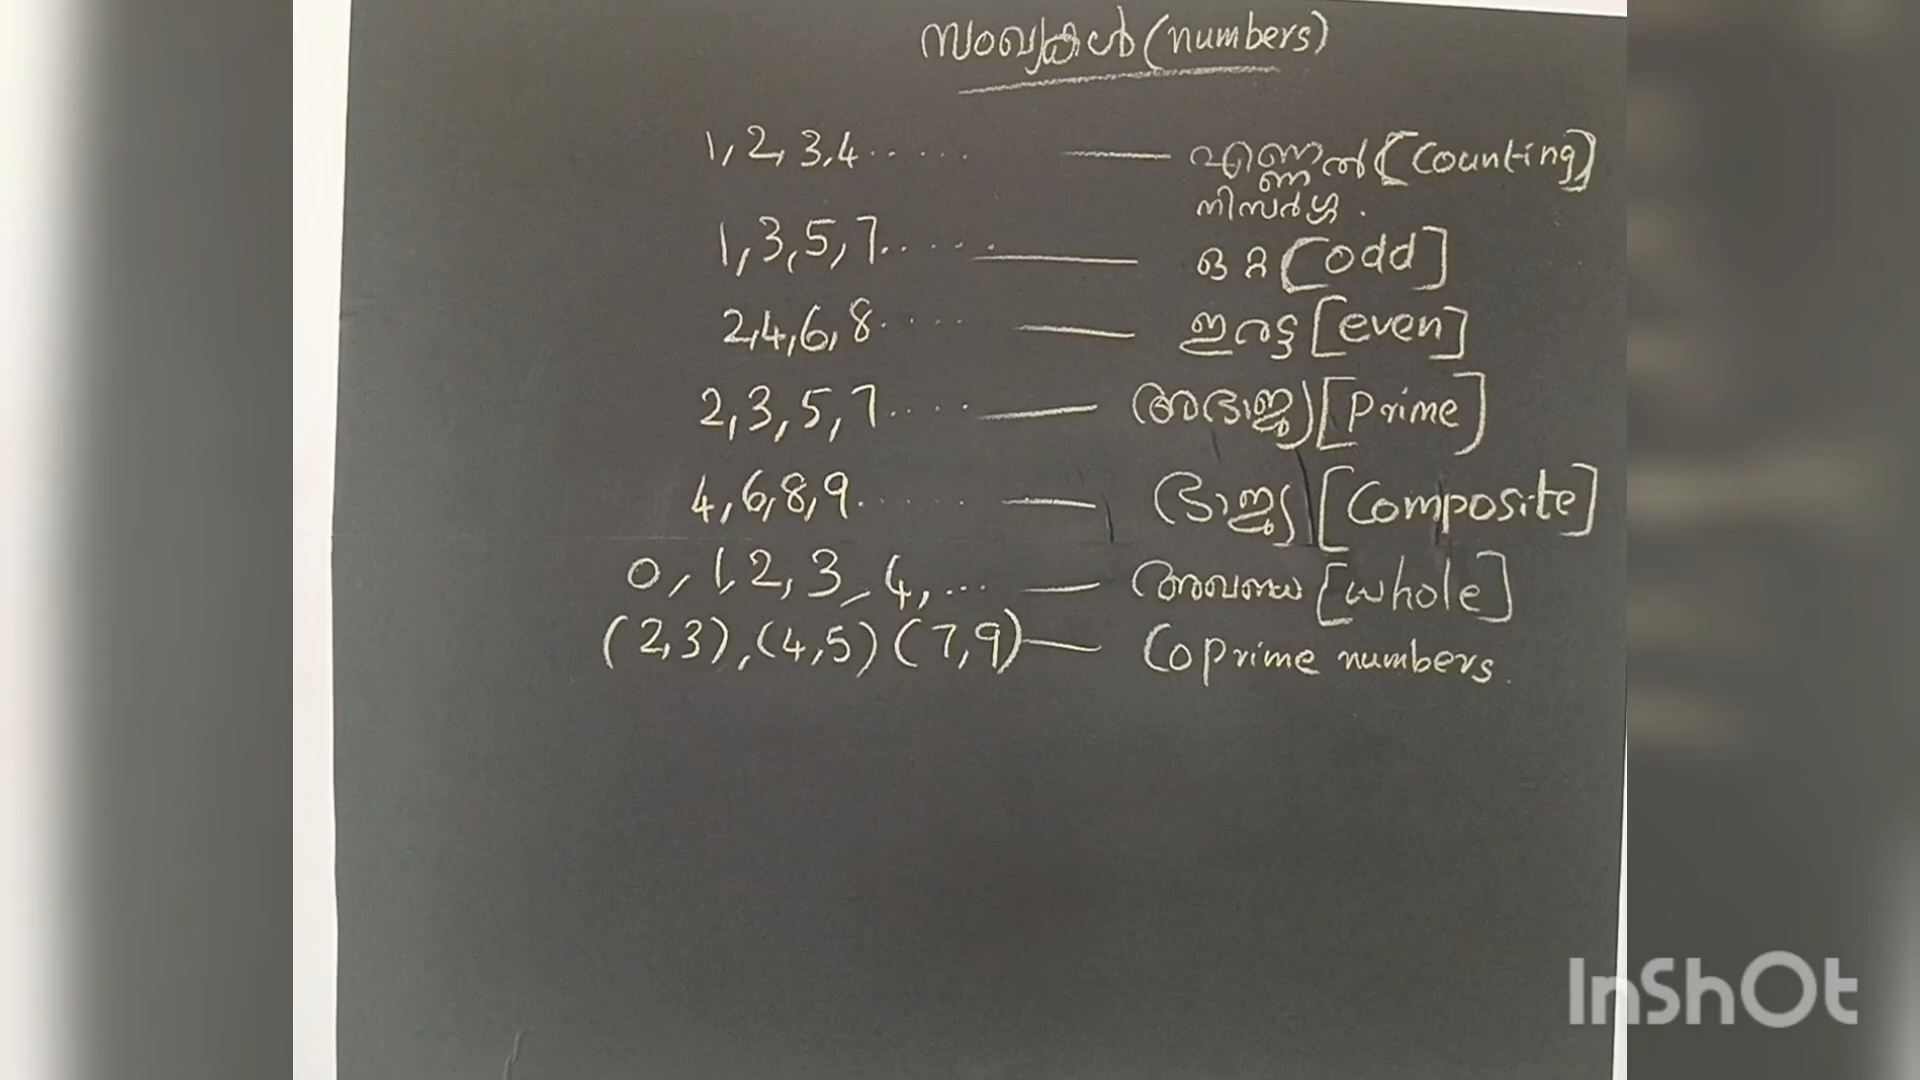 സംഖ്യകൾ (numbers)
1, 2, 3, 4 ...... — എണ്ണൽ [Counting]
നിസർഗ്ഗ.
1, 3, 5, 7...... — ഒറ്റ [odd]
2, 4, 6, 8..... — ഇരട്ട [even]
2, 3, 5, 7..... — അഭാജ്യ [Prime]
4, 6, 8, 9...... — ഭാജ്യ [Composite]
0, 1, 2, 3, 4, ... — അഖണ്ഡ [whole]
(2,3), (4,5) (7,9) — Coprime numbers.
InShOt